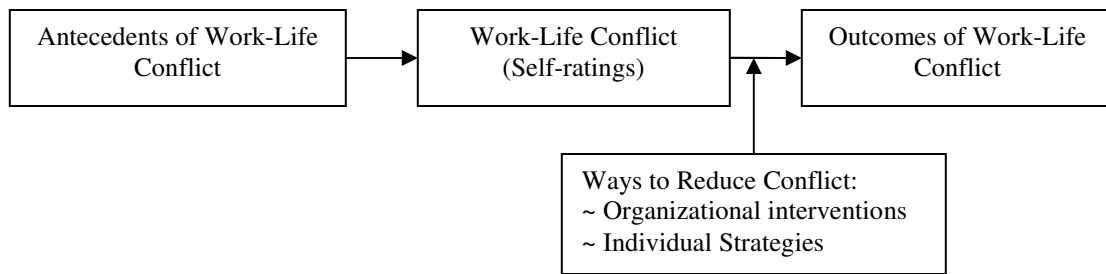 Antecedents of Work-Life
Conflict
Work-Life Conflict
(Self-ratings)
Outcomes of Work-Life
Conflict
Ways to Reduce Conflict:
~ Organizational interventions
~ Individual Strategies